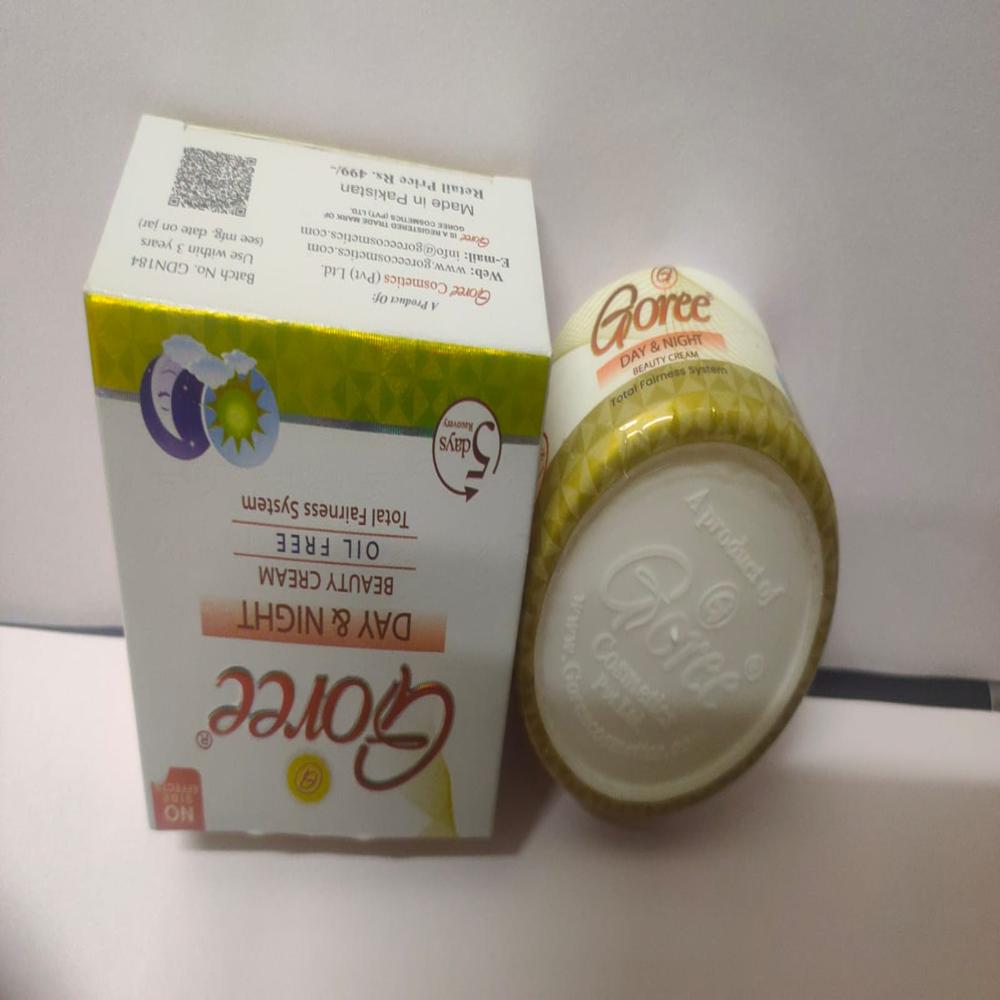 Goree®
DAY & NIGHT
BEAUTY CREAM
OIL FREE
Total Fairness System
5 days
Recovery
NO
SIDE
EFFECTS
A Product Of:
Goree Cosmetics (Pvt) Ltd.
Web: www.goreecosmetics.com
E-mail: info@goreecosmetics.com
Goree IS A REGISTERED TRADE MARK OF
GOREE COSMETICS (PVT) LTD.
Made in Pakistan
Retail Price Rs. 499/-
Batch No. GDN184
Use within 3 years
(see mfg. date on jar)
Goree®
DAY & NIGHT
BEAUTY CREAM
Total Fairness System
A product of
Goree®
Cosmetics